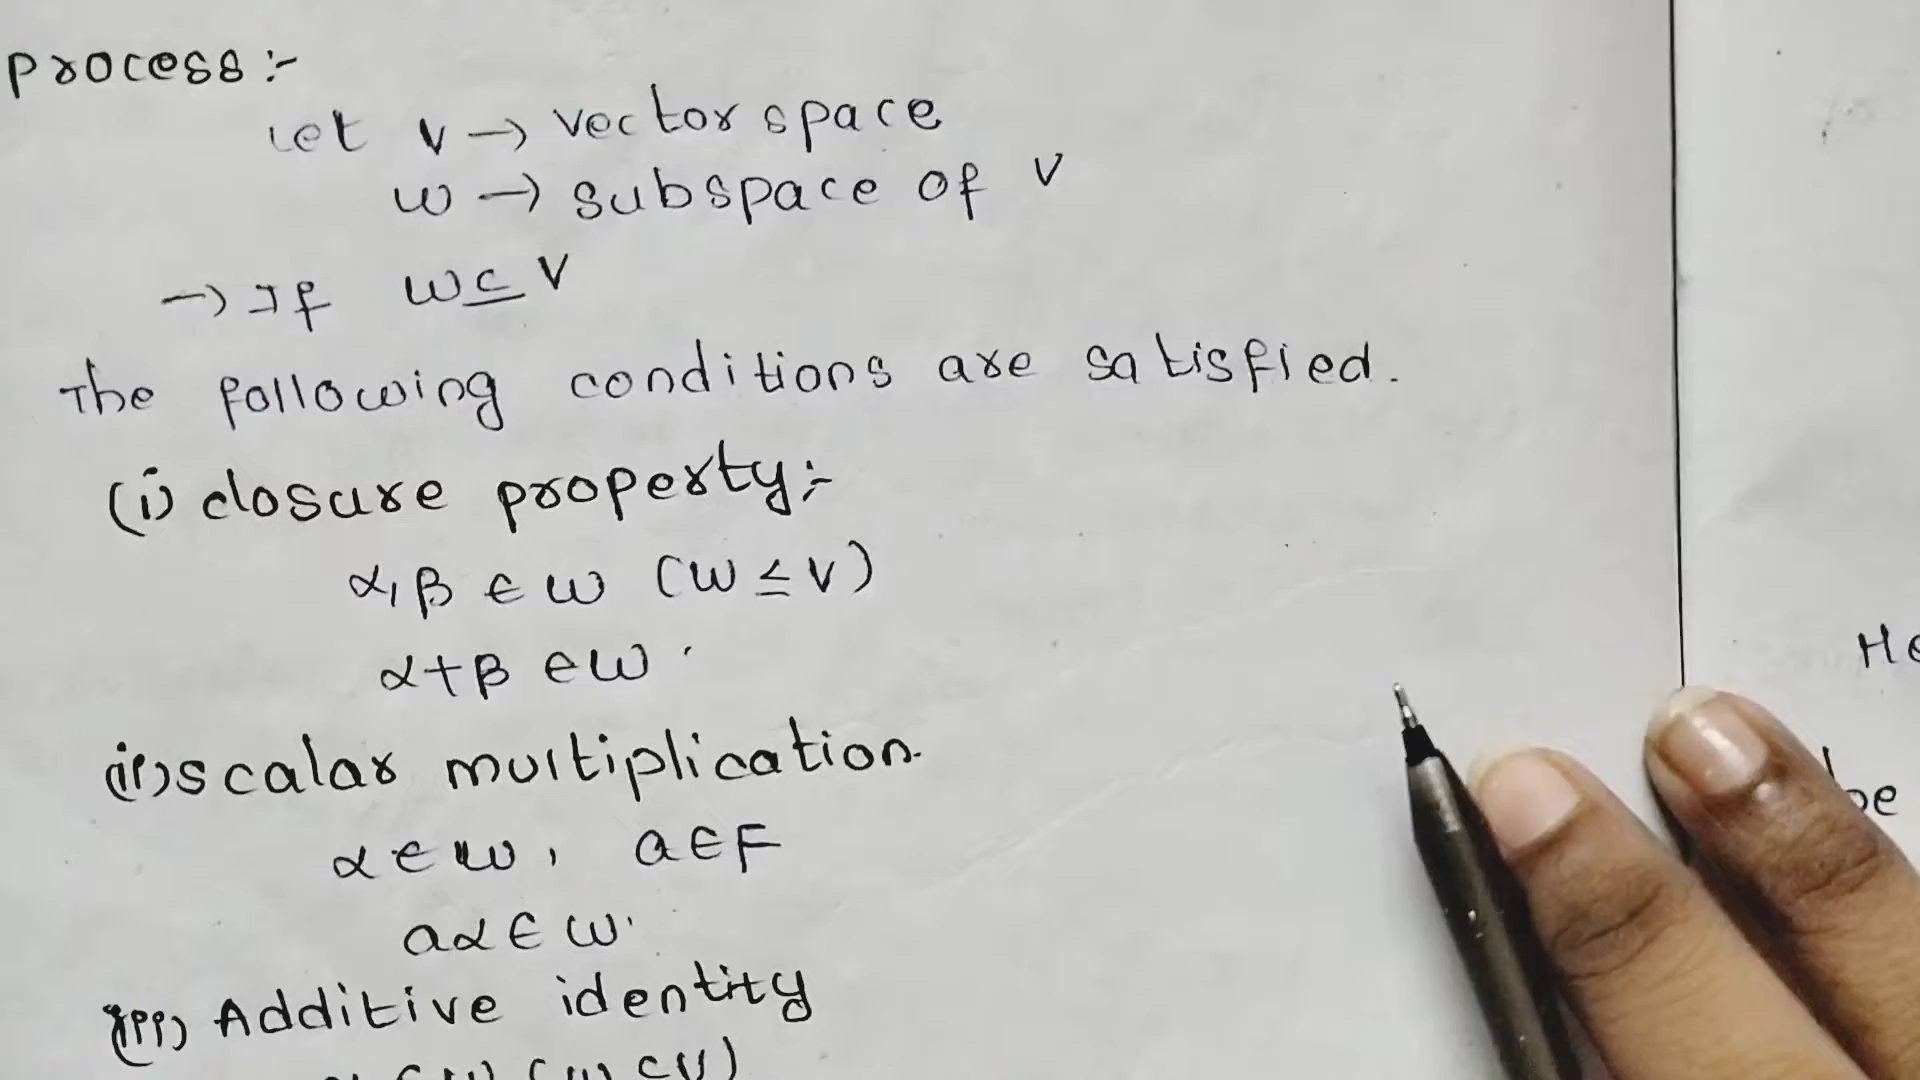 Process :-
Let V → Vector space
W → subspace of V
→ If W ⊆ V
The following conditions are satisfied.
(i) closure property :-
α, β ∈ W (W ≤ V)
α+β ∈ W.
(ii) scalar multiplication.
α ∈ W, a ∈ F
aα ∈ W.
(iii) Additive identity
be